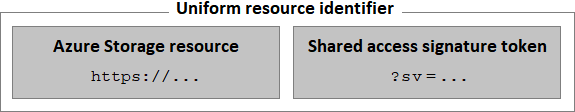 Uniform resource identifier
Azure Storage resource
https://...
Shared access signature token
?sv=...